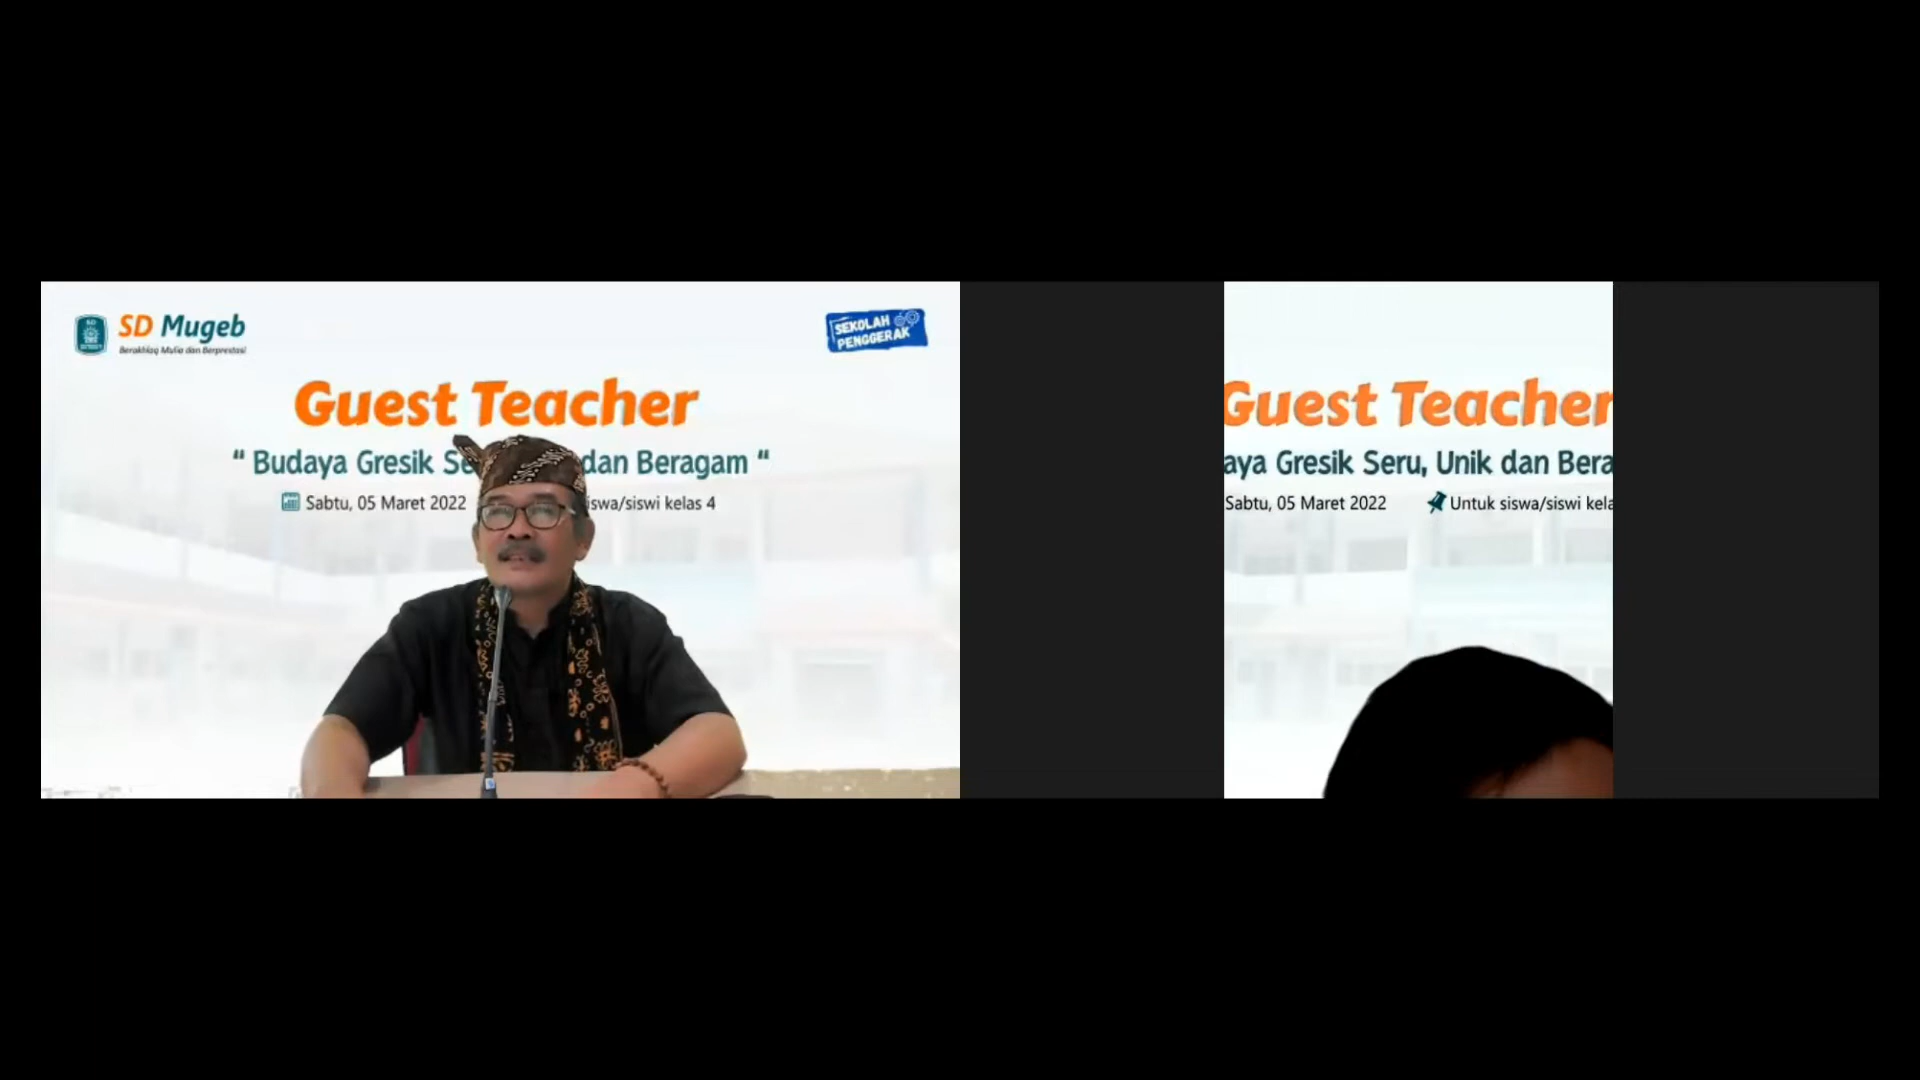 SD Mugeb
Berakhlaq Mulia dan Berprestasi
SEKOLAH
PENGGERAK
Guest Teacher
“ Budaya Gresik Se dan Beragam “
Sabtu, 05 Maret 2022 iswa/siswi kelas 4
Guest Teacher
aya Gresik Seru, Unik dan Bera
Sabtu, 05 Maret 2022 Untuk siswa/siswi kela